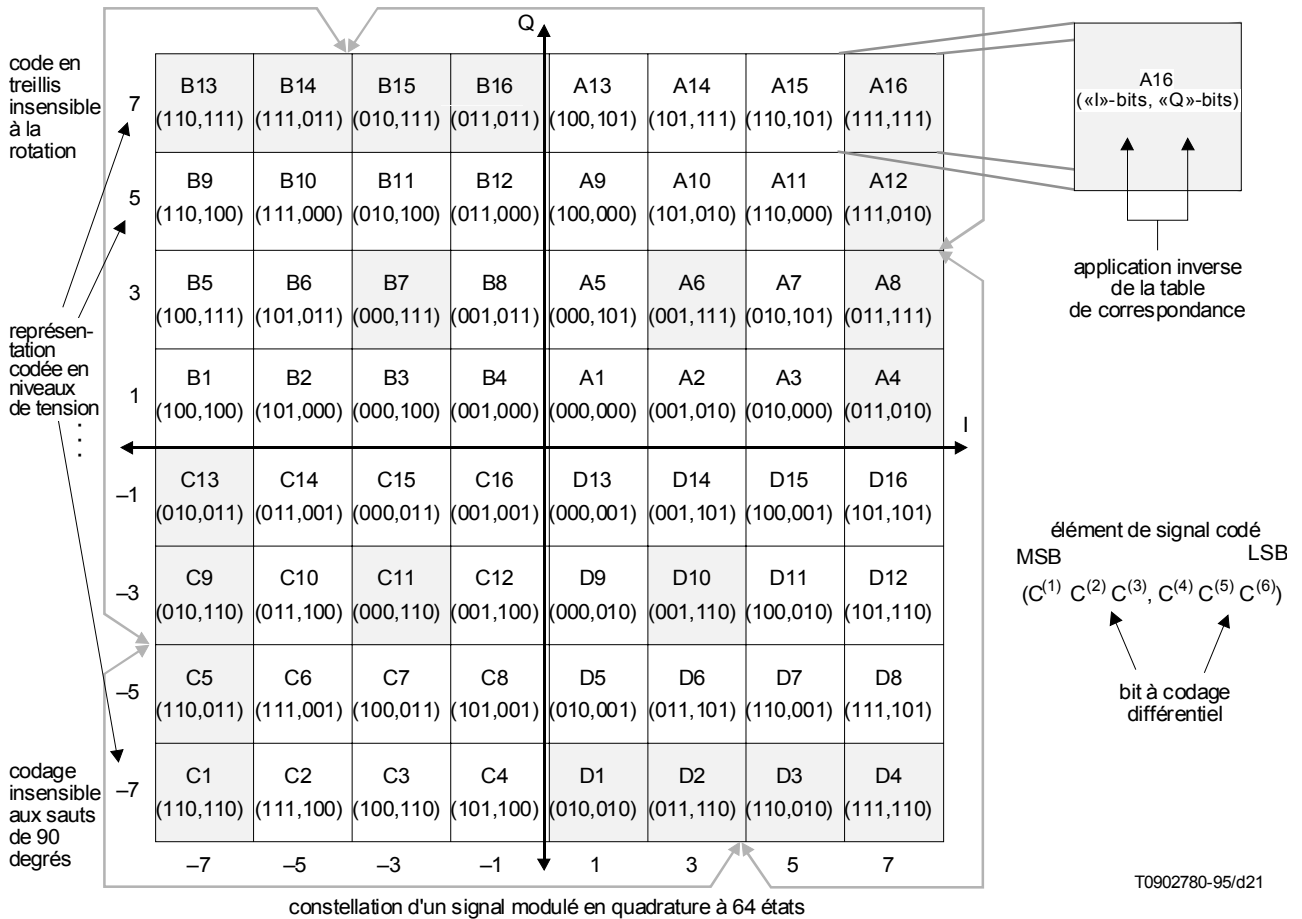 Q
code en
treillis
insensible
à la
rotation
7
B13 B14 B15 B16 A13 A14 A15 A16
(110,111) (111,011) (010,111) (011,011) (100,101) (101,111) (110,101) (111,111)
A16
(«I»-bits, «Q»-bits)
5
B9 B10 B11 B12 A9 A10 A11 A12
(110,100) (111,000) (010,100) (011,000) (100,000) (101,010) (110,000) (111,010)
application inverse
de la table
de correspondance
3
B5 B6 B7 B8 A5 A6 A7 A8
(100,111) (101,011) (000,111) (001,011) (000,101) (001,111) (010,101) (011,111)
représen-
tation
codée en
niveaux
de tension
. . .
1
B1 B2 B3 B4 A1 A2 A3 A4
(100,100) (101,000) (000,100) (001,000) (000,000) (001,010) (010,000) (011,010)
I
–1
C13 C14 C15 C16 D13 D14 D15 D16
(010,011) (011,001) (000,011) (001,001) (000,001) (001,101) (100,001) (101,101)
élément de signal codé
MSB LSB
(C(1) C(2) C(3), C(4) C(5) C(6))
bit à codage
différentiel
–3
C9 C10 C11 C12 D9 D10 D11 D12
(010,110) (011,100) (000,110) (001,100) (000,010) (001,110) (100,010) (101,110)
–5
C5 C6 C7 C8 D5 D6 D7 D8
(110,011) (111,001) (100,011) (101,001) (010,001) (011,101) (110,001) (111,101)
codage
insensible
aux sauts
de 90
degrés
–7
C1 C2 C3 C4 D1 D2 D3 D4
(110,110) (111,100) (100,110) (101,100) (010,010) (011,110) (110,010) (111,110)
–7 –5 –3 –1 1 3 5 7
T0902780-95/d21
constellation d'un signal modulé en quadrature à 64 états